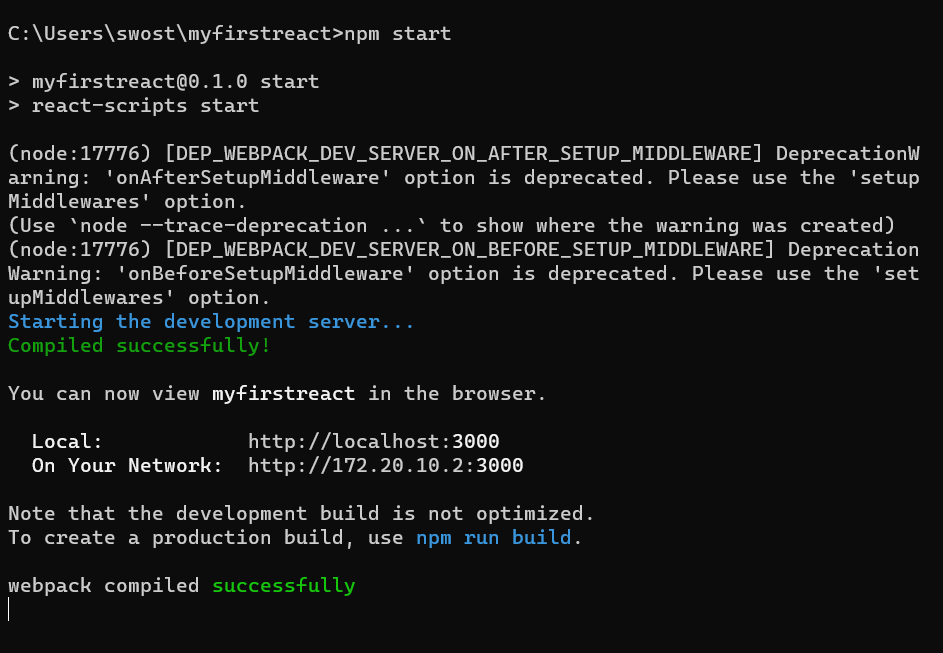 C:\Users\swost\myfirstreact>npm start
> myfirstreact@0.1.0 start
> react-scripts start
(node:17776) [DEP_WEBPACK_DEV_SERVER_ON_AFTER_SETUP_MIDDLEWARE] DeprecationW
arning: 'onAfterSetupMiddleware' option is deprecated. Please use the 'setup
Middlewares' option.
(Use `node --trace-deprecation ...` to show where the warning was created)
(node:17776) [DEP_WEBPACK_DEV_SERVER_ON_BEFORE_SETUP_MIDDLEWARE] Deprecation
Warning: 'onBeforeSetupMiddleware' option is deprecated. Please use the 'set
upMiddlewares' option.
Starting the development server...
Compiled successfully!
You can now view myfirstreact in the browser.
Local: http://localhost:3000
On Your Network: http://172.20.10.2:3000
Note that the development build is not optimized.
To create a production build, use npm run build.
webpack compiled successfully